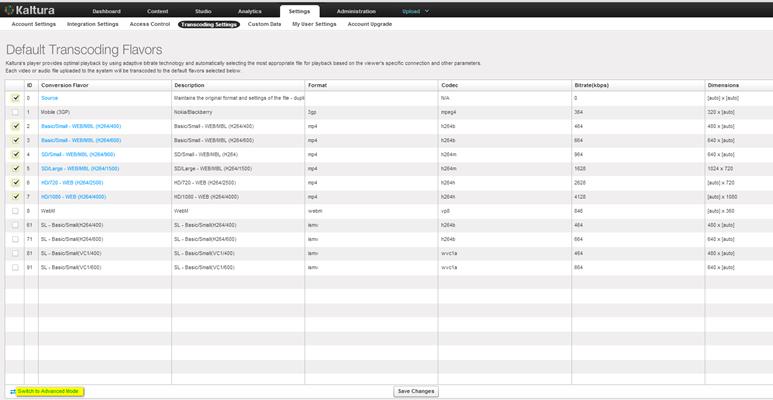 Kaltura Dashboard Content Studio Analytics Settings Administration Upload
Account Settings Integration Settings Access Control Transcoding Settings Custom Data My User Settings Account Upgrade
Default Transcoding Flavors
Kaltura's player provides optimal playback by using adaptive bitrate technology and automatically selecting the most appropriate file for playback based on the viewer's specific connection and other parameters.
Each video or audio file uploaded to the system will be transcoded to the default flavors selected below.
ID Conversion Flavor Description Format Codec Bitrate(kbps) Dimensions
0 Source Maintains the original format and settings of the file - dupli N/A 0 [auto] x [auto]
1 Mobile (3GP) Nokia/Blackberry 3gp mpeg4 364 320 x [auto]
2 Basic/Small - WEB/MBL (H264/400) Basic/Small - WEB/MBL (H264/400) mp4 h264b 464 480 x [auto]
3 Basic/Small - WEB/MBL (H264/600) Basic/Small - WEB/MBL (H264/600) mp4 h264b 664 640 x [auto]
4 SD/Small - WEB/MBL (H264/900) SD/Small - WEB/MBL (H264) mp4 h264m 964 640 x [auto]
5 SD/Large - WEB/MBL (H264/1500) SD/Large - WEB/MBL (H264/1500) mp4 h264m 1628 1024 x 720
6 HD/720 - WEB (H264/2500) HD/720 - WEB (H264/2500) mp4 h264h 2628 [auto] x 720
7 HD/1080 - WEB (H264/4000) HD/1080 - WEB (H264/4000) mp4 h264h 4128 [auto] x 1080
8 WebM WebM webm vp8 846 [auto] x 360
61 SL - Basic/Small(H264/400) SL - Basic/Small(H264/400) ismv h264b 464 480 x [auto]
71 SL - Basic/Small(H264/600) SL - Basic/Small(H264/600) ismv h264b 664 640 x [auto]
81 SL - Basic/Small(VC1/400) SL - Basic/Small(VC1/400) ismv wvc1a 464 480 x [auto]
91 SL - Basic/Small(VC1/600) SL - Basic/Small(VC1/600) ismv wvc1a 664 640 x [auto]
Switch to Advanced Mode Save Changes